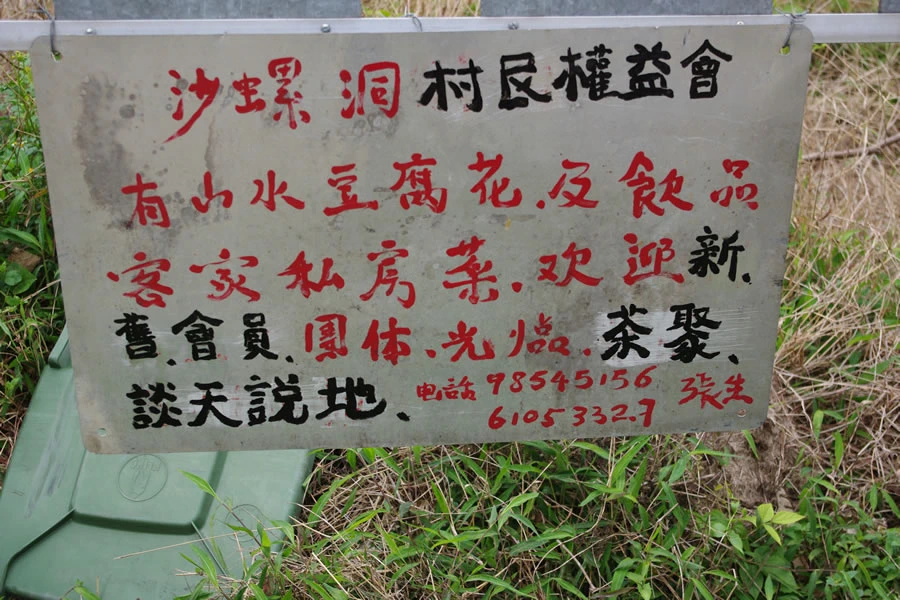 沙螺洞村民權益會
有山水豆腐花.及飲品
客家私房菜.欢迎新.
舊.會員.團体.光临.茶聚、
談天説地、电話 98545156 張生
61053327